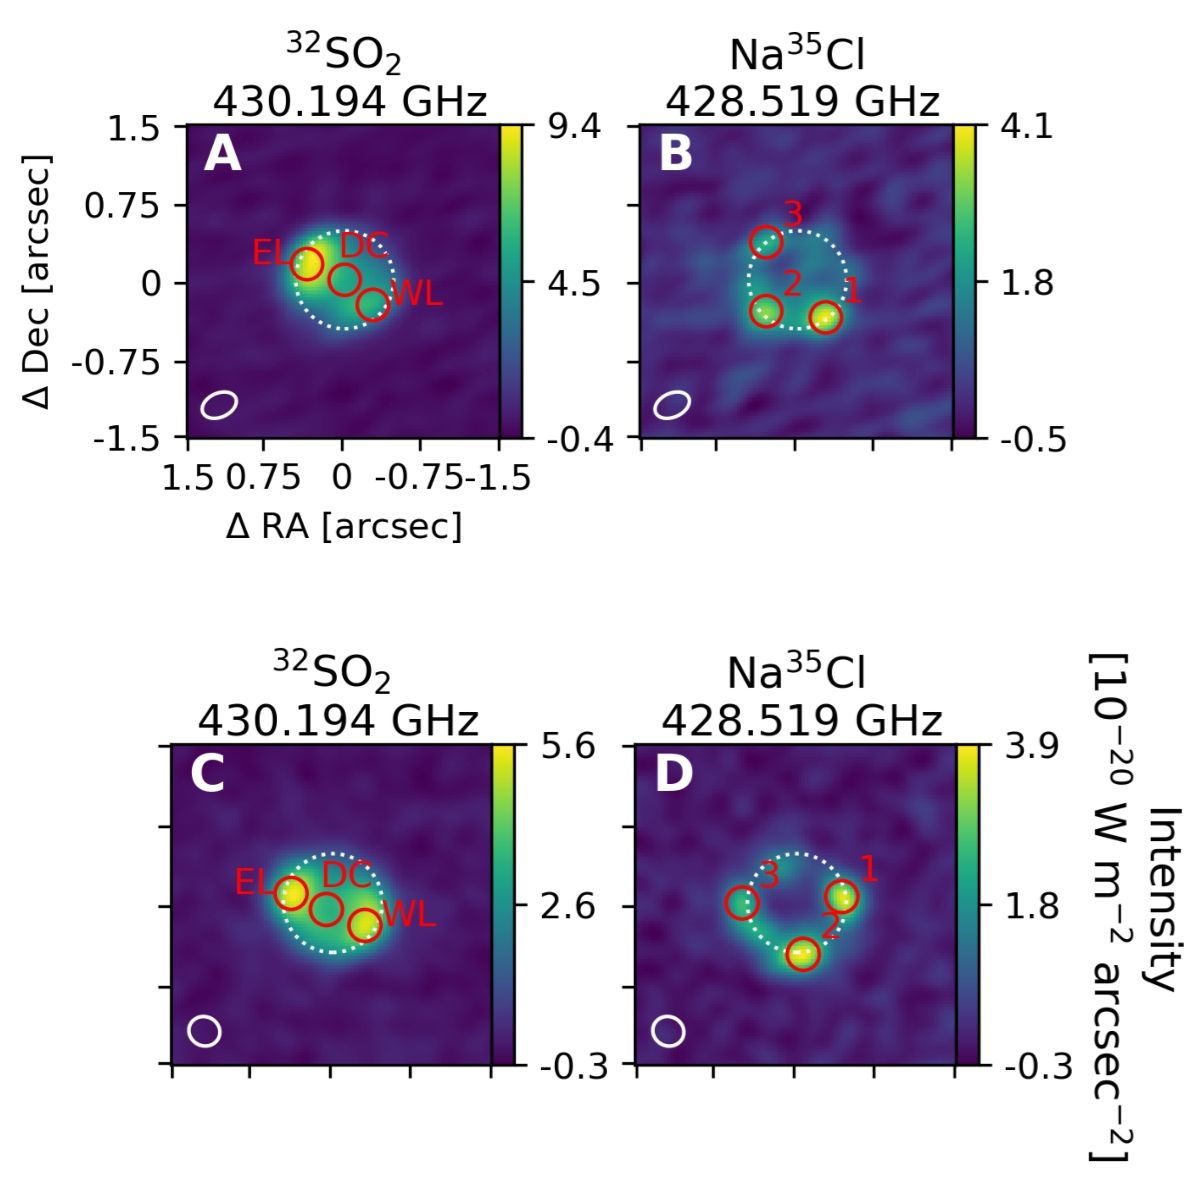 ³²SO₂
430.194 GHz
Na³⁵Cl
428.519 GHz
A
EL
DC
WL
B
3
2
1
1.5
0.75
0
-0.75
-1.5
Δ Dec [arcsec]
9.4
4.5
-0.4
4.1
1.8
-0.5
1.5 0.75 0 -0.75 -1.5
Δ RA [arcsec]
³²SO₂
430.194 GHz
Na³⁵Cl
428.519 GHz
C
EL
DC
WL
D
3
1
2
5.6
2.6
-0.3
3.9
1.8
-0.3
Intensity
[10⁻²⁰ W m⁻² arcsec⁻²]